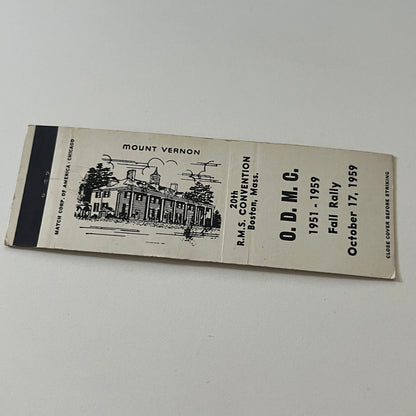 MOUNT VERNON
MATCH CORP. OF AMERICA - CHICAGO
20th
R.M.S. CONVENTION
Boston, Mass.
O. D. M. C.
1951 - 1959
Fall Rally
October 17, 1959
CLOSE COVER BEFORE STRIKING